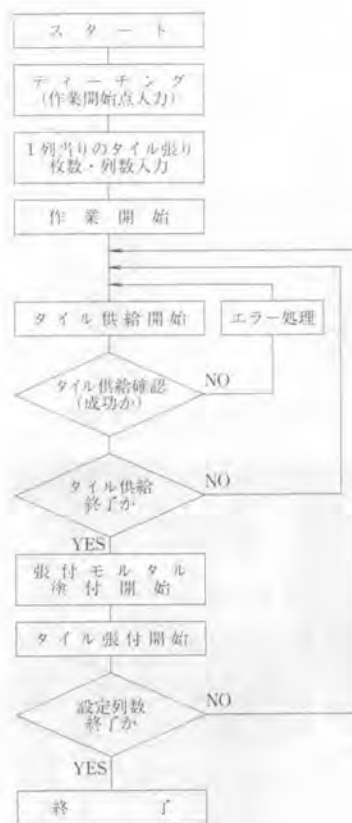 スタート
ティーチング
(作業開始点入力)
1列当りのタイル張り
枚数・列数入力
作業開始
タイル供給開始
エラー処理
タイル供給確認
(成功か)
NO
タイル供給
終了か
NO
YES
張付モルタル
塗付開始
タイル張付開始
設定列数
終了か
NO
YES
終了